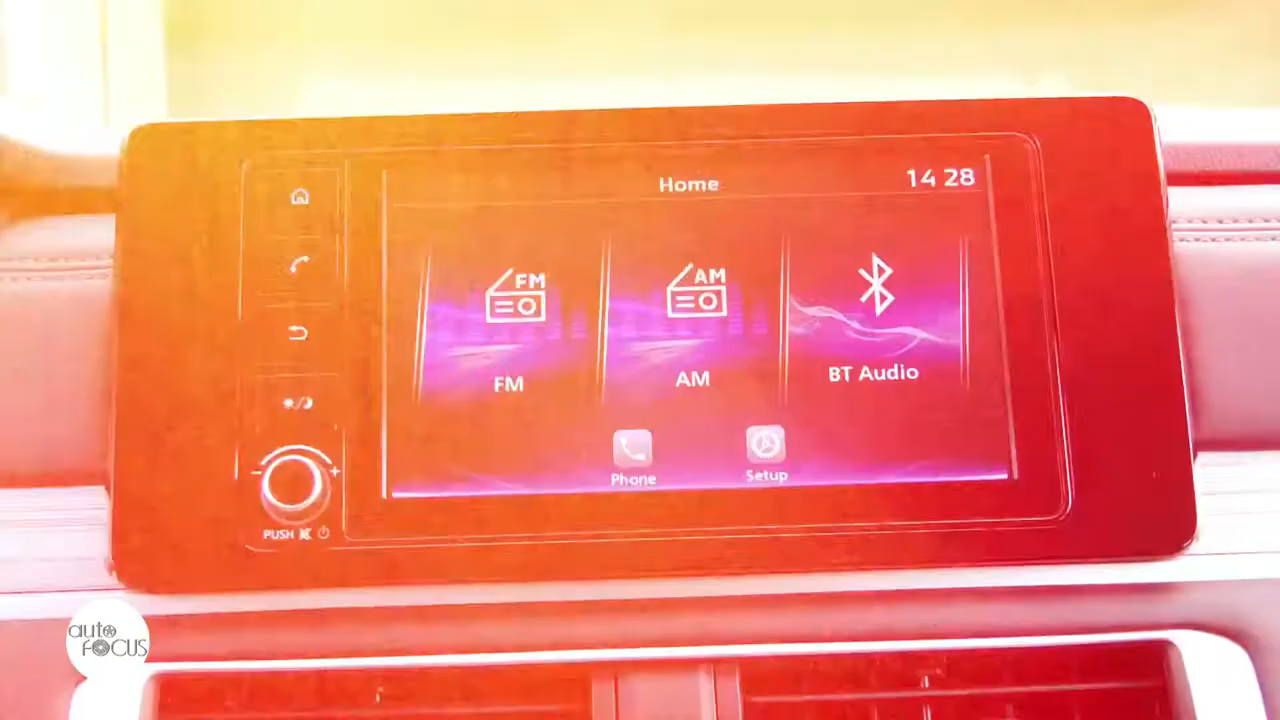 Home
14 28
FM
AM
FM
AM
BT Audio
Phone
Setup
PUSH
auto
FOCUS